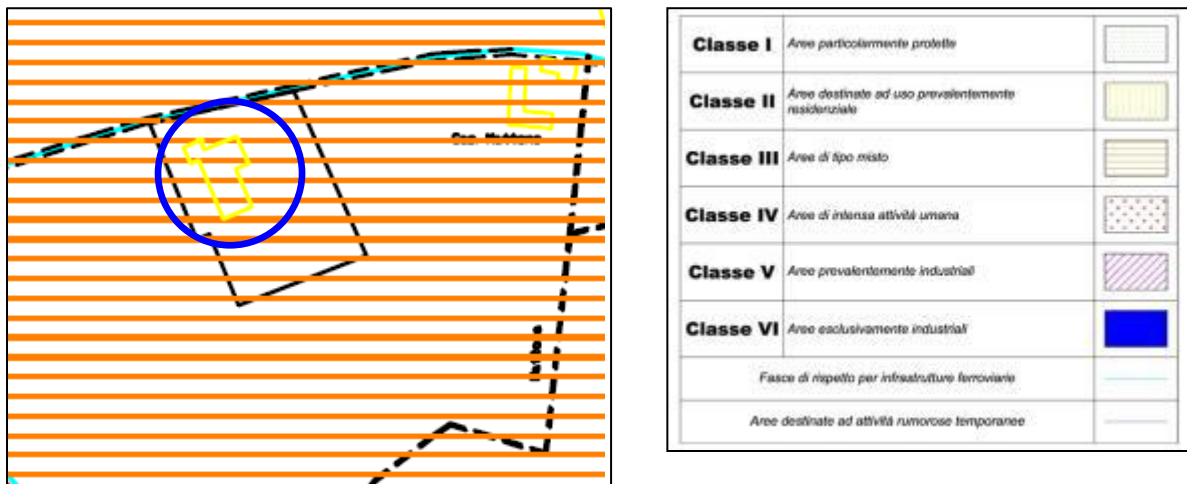 Classe I Aree particolarmente protette
Classe II Aree destinate ad uso prevalentemente
residenziale
Classe III Aree di tipo misto
Classe IV Aree di intensa attività umana
Classe V Aree prevalentemente industriali
Classe VI Aree esclusivamente industriali
Fasce di rispetto per infrastrutture ferroviarie
Aree destinate ad attività rumorose temporanee